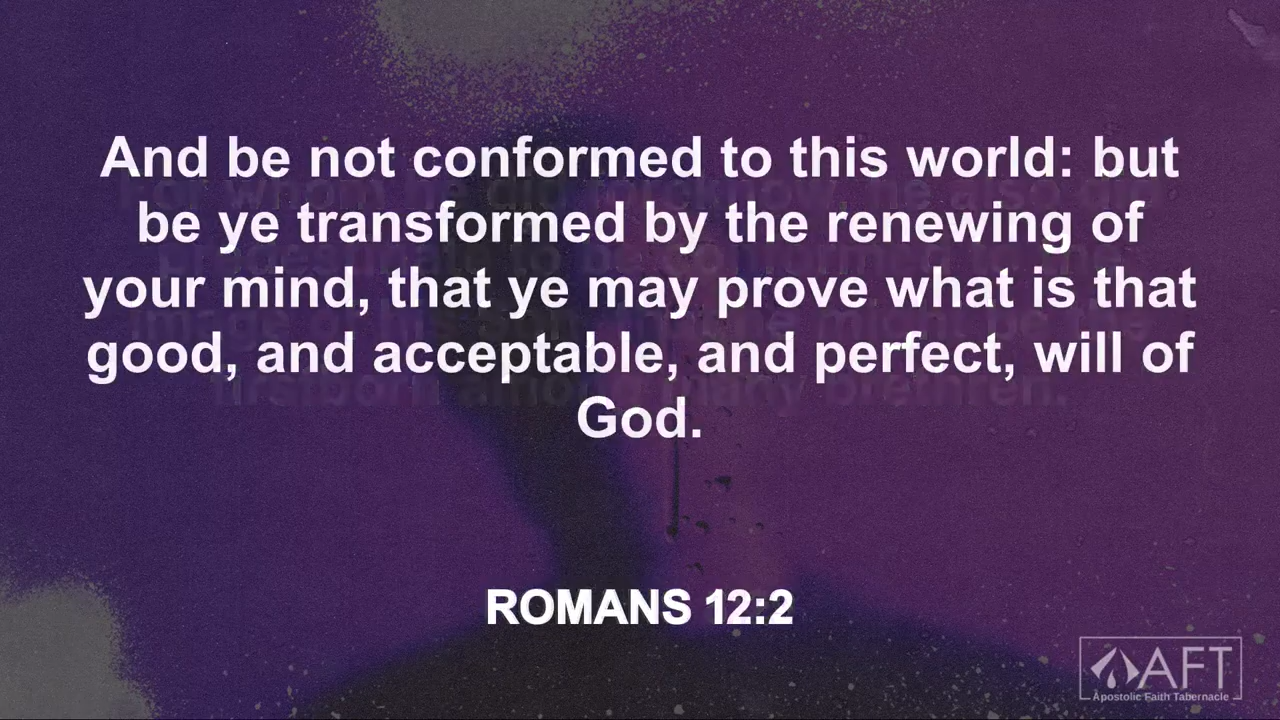 And be not conformed to this world: but
be ye transformed by the renewing of
your mind, that ye may prove what is that
good, and acceptable, and perfect, will of
God.
ROMANS 12:2
AFT
Apostolic Faith Tabernacle